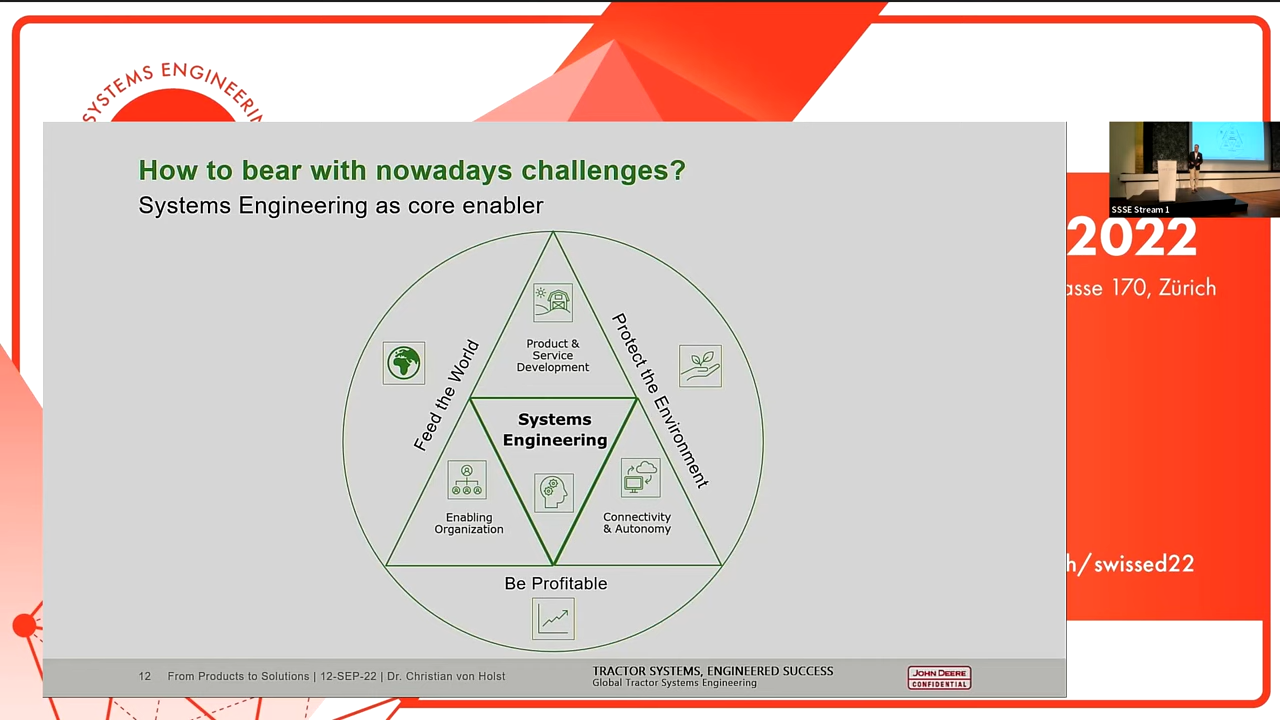 SYSTEMS ENGINEERIN
How to bear with nowadays challenges?
Systems Engineering as core enabler
SSSE Stream 1
2022
asse 170, Zürich
Product &
Service
Development
Feed the World
Protect the Environment
Systems
Engineering
Enabling
Organization
Connectivity
& Autonomy
h/swissed22
Be Profitable
12 From Products to Solutions | 12-SEP-22 | Dr. Christian von Holst
TRACTOR SYSTEMS, ENGINEERED SUCCESS
Global Tractor Systems Engineering
JOHN DEERE
CONFIDENTIAL